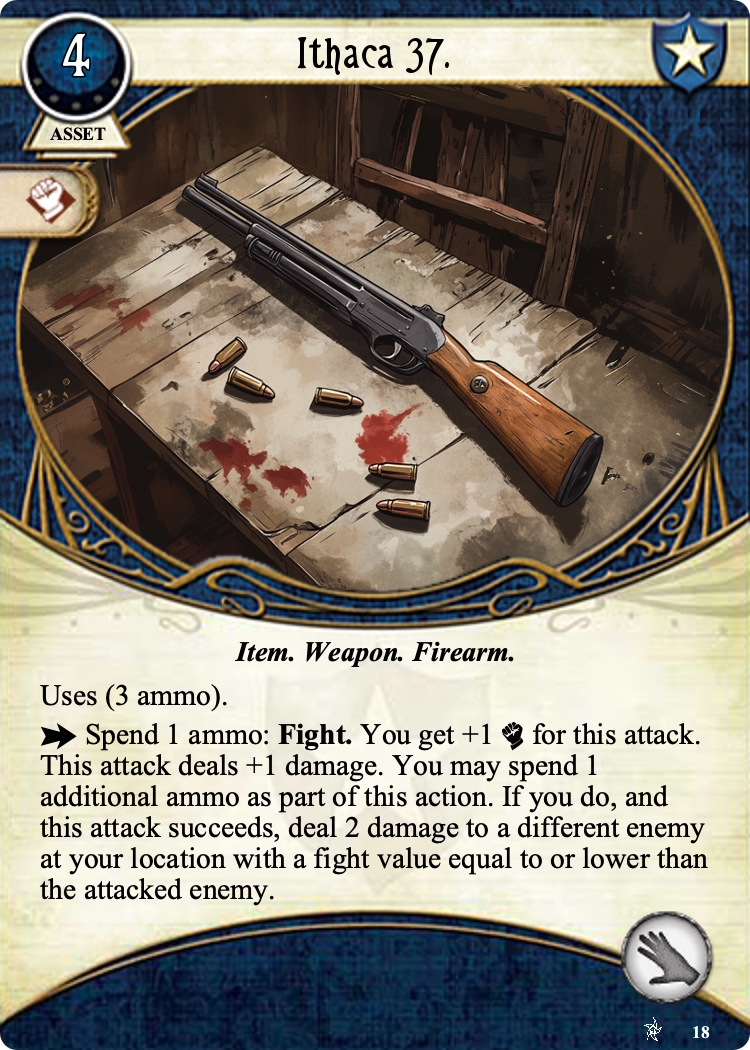 4
Ithaca 37.
ASSET
Item. Weapon. Firearm.
Uses (3 ammo).
Spend 1 ammo: Fight. You get +1 for this attack.
This attack deals +1 damage. You may spend 1
additional ammo as part of this action. If you do, and
this attack succeeds, deal 2 damage to a different enemy
at your location with a fight value equal to or lower than
the attacked enemy.
18